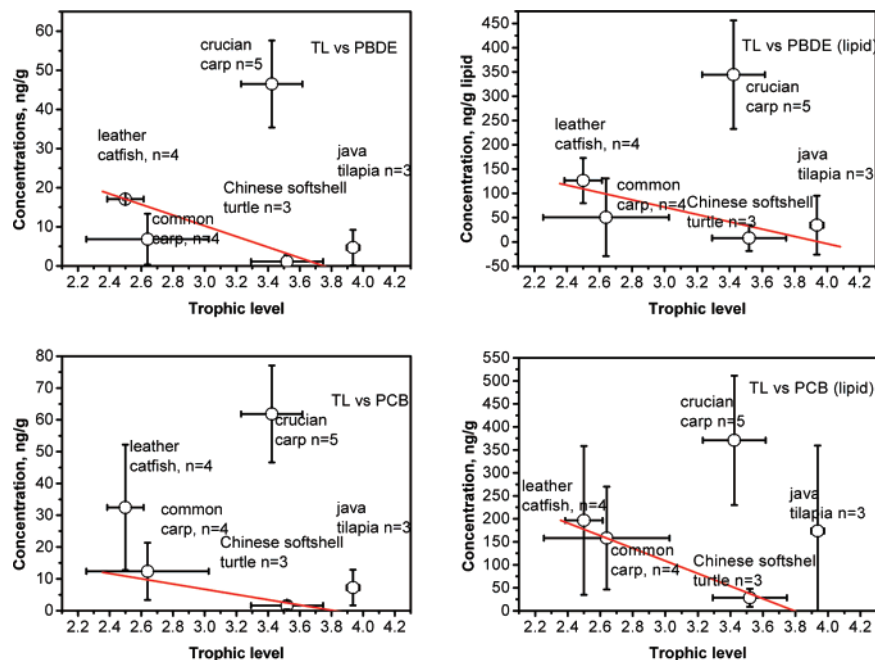 TL vs PBDE
Concentrations, ng/g
60
50
40
30
20
10
0
crucian
carp n=5
leather
catfish, n=4
common
carp, n=4
Chinese softshell
turtle n=3
java
tilapia n=3
2.2 2.4 2.6 2.8 3.0 3.2 3.4 3.6 3.8 4.0 4.2
Trophic level
TL vs PBDE (lipid)
Concentration, ng/g lipid
450
400
350
300
250
200
150
100
50
0
-50
crucian
carp n=5
leather
catfish, n=4
common
carp, n=4
Chinese softshell
turtle n=3
java
tilapia n=3
2.2 2.4 2.6 2.8 3.0 3.2 3.4 3.6 3.8 4.0 4.2
Trophic level
TL vs PCB
Concentration, ng/g
80
70
60
50
40
30
20
10
0
crucian
carp n=5
leather
catfish, n=4
common
carp, n=4
Chinese softshell
turtle n=3
java
tilapia n=3
2.2 2.4 2.6 2.8 3.0 3.2 3.4 3.6 3.8 4.0 4.2
Trophic level
TL vs PCB (lipid)
Concentration, ng/g
550
500
450
400
350
300
250
200
150
100
50
0
crucian
carp n=5
leather
catfish, n=4
common
carp, n=4
Chinese softshell
turtle n=3
java
tilapia n=3
2.2 2.4 2.6 2.8 3.0 3.2 3.4 3.6 3.8 4.0 4.2
Trophic level